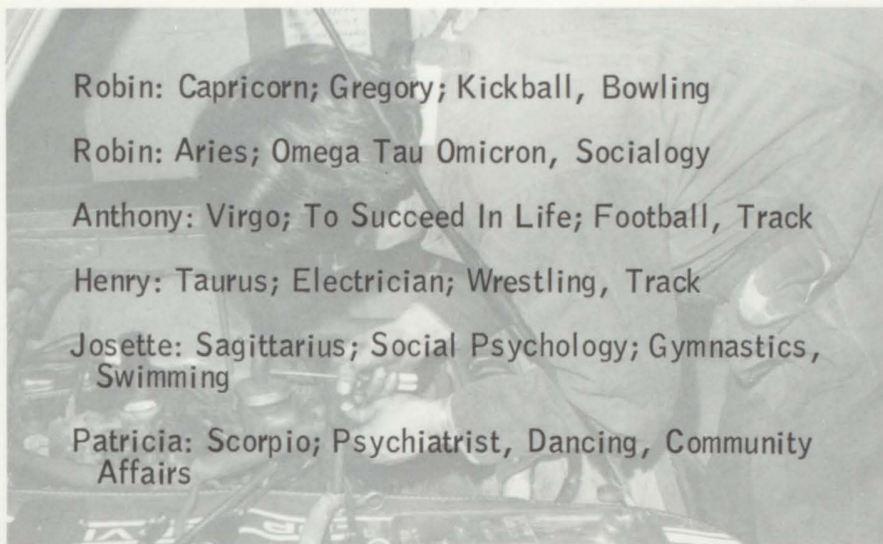 Robin: Capricorn; Gregory; Kickball, Bowling
Robin: Aries; Omega Tau Omicron, Socialogy
Anthony: Virgo; To Succeed In Life; Football, Track
Henry: Taurus; Electrician; Wrestling, Track
Josette: Sagittarius; Social Psychology; Gymnastics,
Swimming
Patricia: Scorpio; Psychiatrist, Dancing, Community
Affairs